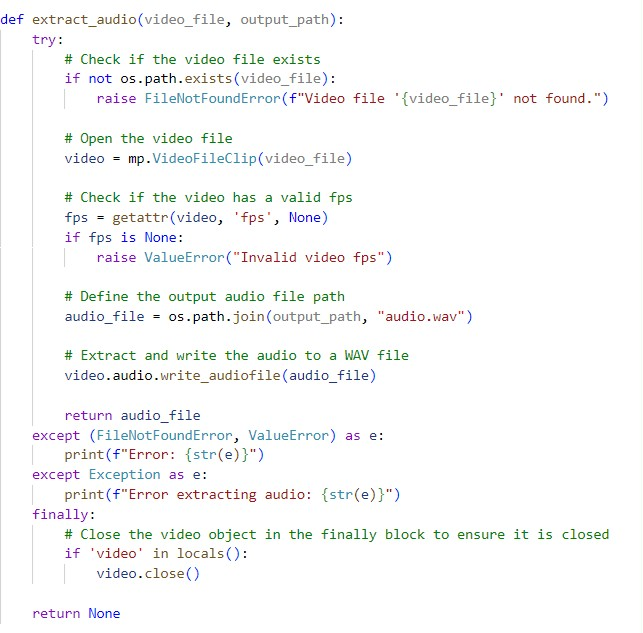 def extract_audio(video_file, output_path):
    try:
        # Check if the video file exists
        if not os.path.exists(video_file):
            raise FileNotFoundError(f"Video file '{video_file}' not found.")

        # Open the video file
        video = mp.VideoFileClip(video_file)

        # Check if the video has a valid fps
        fps = getattr(video, 'fps', None)
        if fps is None:
            raise ValueError("Invalid video fps")

        # Define the output audio file path
        audio_file = os.path.join(output_path, "audio.wav")

        # Extract and write the audio to a WAV file
        video.audio.write_audiofile(audio_file)

        return audio_file
    except (FileNotFoundError, ValueError) as e:
        print(f"Error: {str(e)}")
    except Exception as e:
        print(f"Error extracting audio: {str(e)}")
    finally:
        # Close the video object in the finally block to ensure it is closed
        if 'video' in locals():
            video.close()

    return None